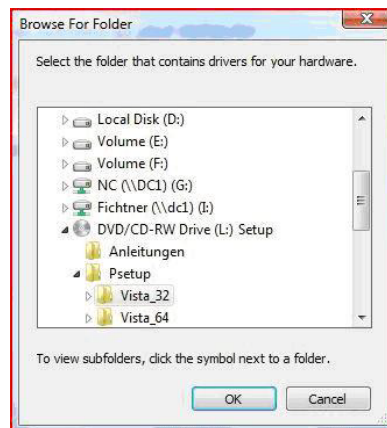 Browse For Folder
Select the folder that contains drivers for your hardware.
Local Disk (D:)
Volume (E:)
Volume (F:)
NC (\\DC1) (G:)
Fichtner (\\dc1) (I:)
DVD/CD-RW Drive (L:) Setup
Anleitungen
Psetup
Vista_32
Vista_64
To view subfolders, click the symbol next to a folder.
OK Cancel